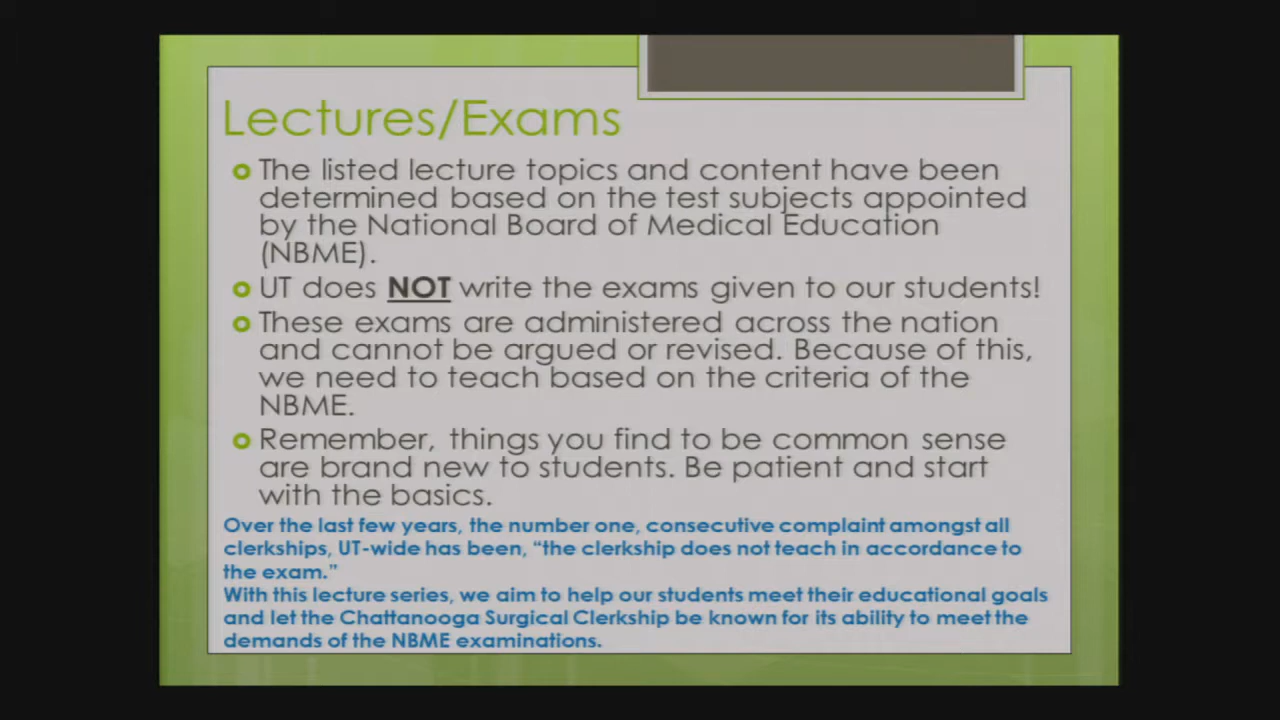 Lectures/Exams
The listed lecture topics and content have been
determined based on the test subjects appointed
by the National Board of Medical Education
(NBME).
UT does NOT write the exams given to our students!
These exams are administered across the nation
and cannot be argued or revised. Because of this,
we need to teach based on the criteria of the
NBME.
Remember, things you find to be common sense
are brand new to students. Be patient and start
with the basics.
Over the last few years, the number one, consecutive complaint amongst all
clerkships, UT-wide has been, “the clerkship does not teach in accordance to
the exam.”
With this lecture series, we aim to help our students meet their educational goals
and let the Chattanooga Surgical Clerkship be known for its ability to meet the
demands of the NBME examinations.